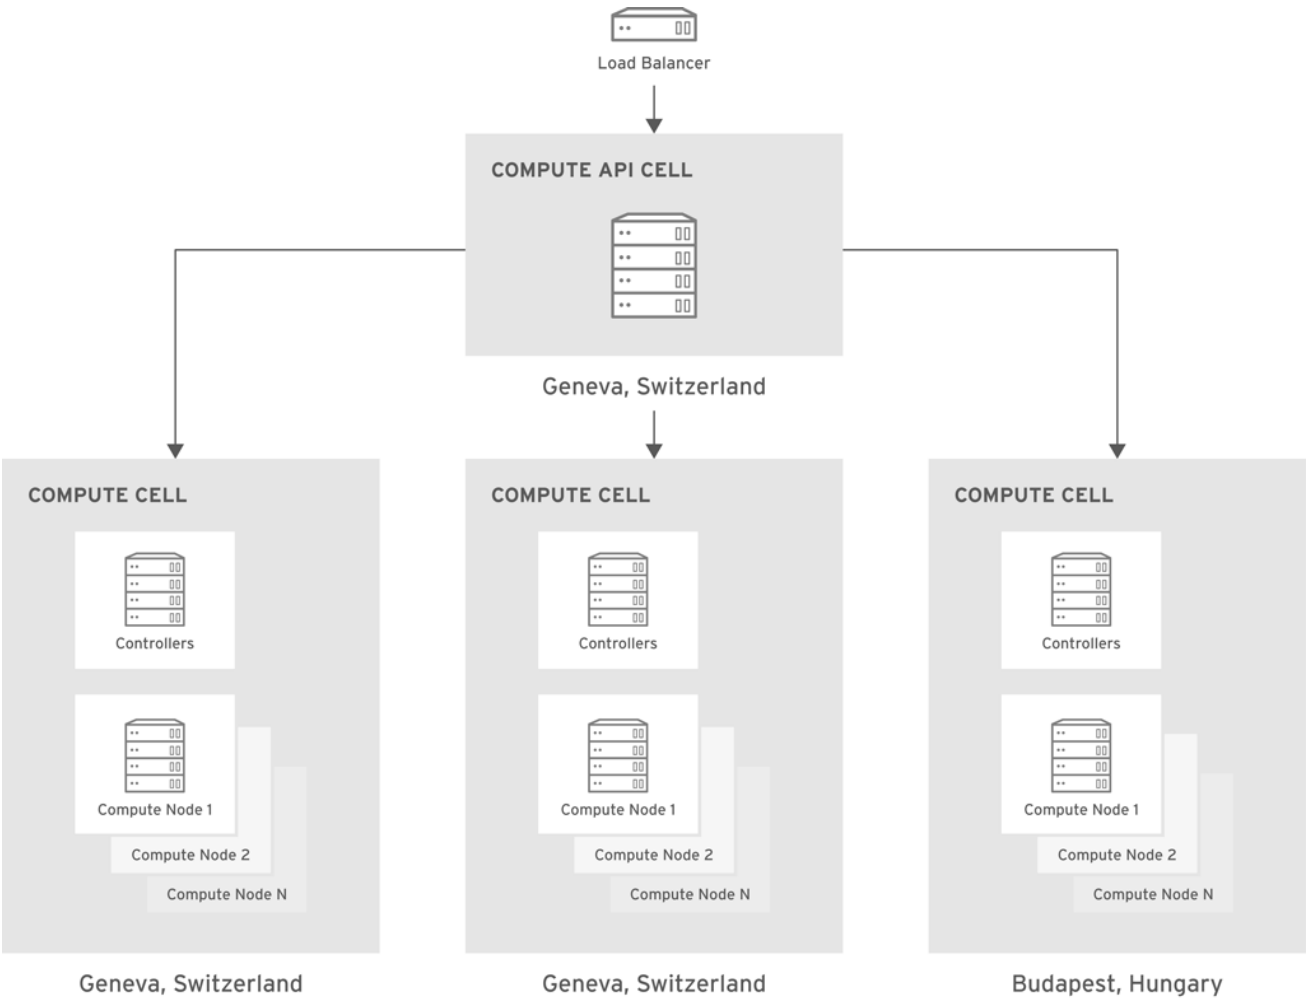 Load Balancer
COMPUTE API CELL
Geneva, Switzerland
COMPUTE CELL
Controllers
Compute Node 1
Compute Node 2
Compute Node N
Geneva, Switzerland
COMPUTE CELL
Controllers
Compute Node 1
Compute Node 2
Compute Node N
Geneva, Switzerland
COMPUTE CELL
Controllers
Compute Node 1
Compute Node 2
Compute Node N
Budapest, Hungary